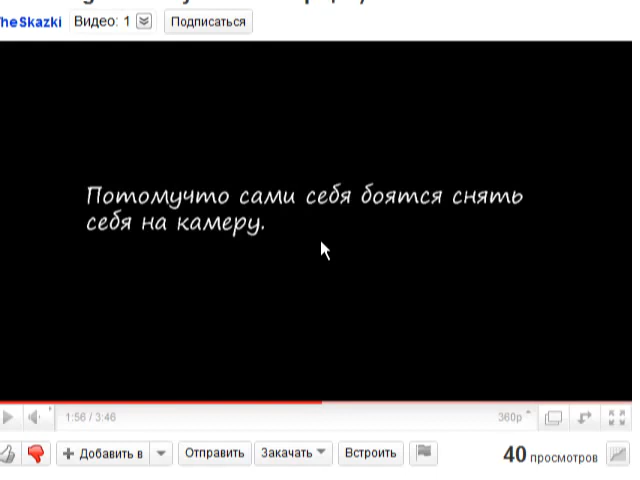 heSkazki Видео: 1 Подписаться
Потомучто сами себя боятся снять
себя на камеру.
1:56 / 3:46 360p
Добавить в Отправить Закачать Встроить 40 просмотров